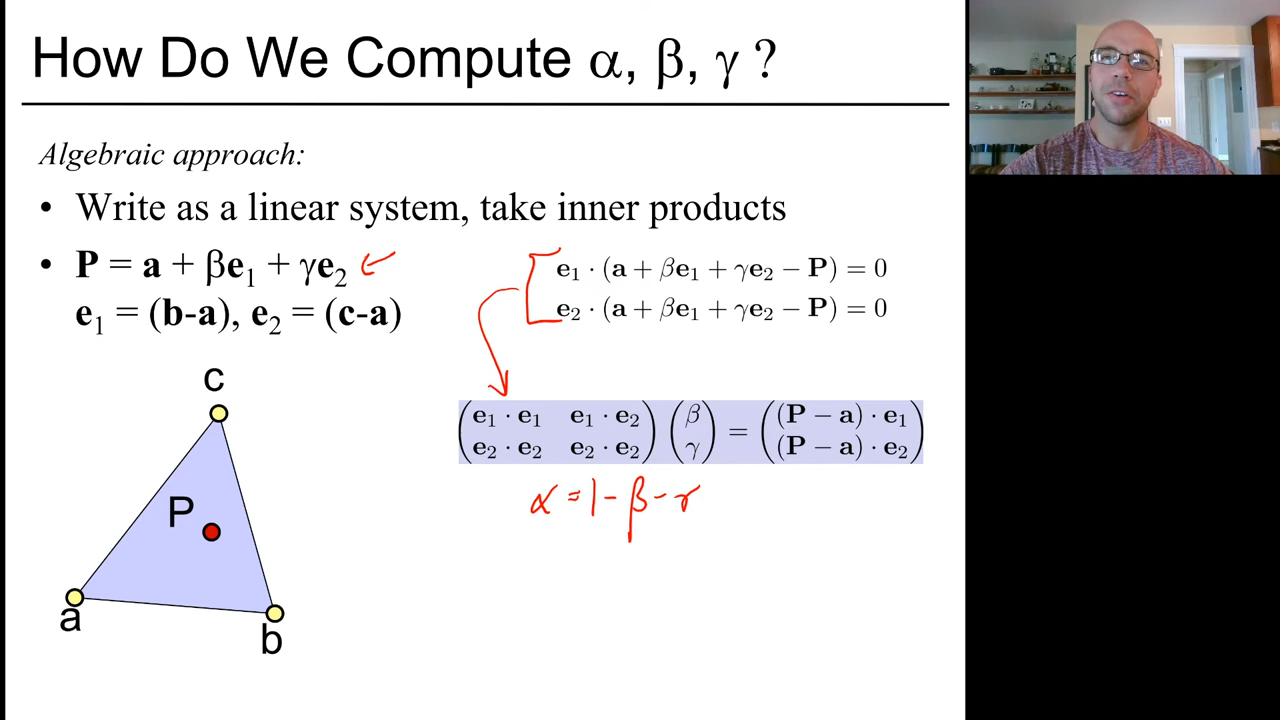 How Do We Compute α, β, γ ?
Algebraic approach:
• Write as a linear system, take inner products
• P = a + βe₁ + γe₂ ←
e₁ = (b-a), e₂ = (c-a)
e₁ · (a + βe₁ + γe₂ − P) = 0
e₂ · (a + βe₁ + γe₂ − P) = 0
(e₁ · e₁ e₁ · e₂) (β) = ((P − a) · e₁)
(e₂ · e₂ e₂ · e₂) (γ) ((P − a) · e₂)
α = 1 - β - γ
c
P
a
b